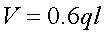 V = 0.6ql